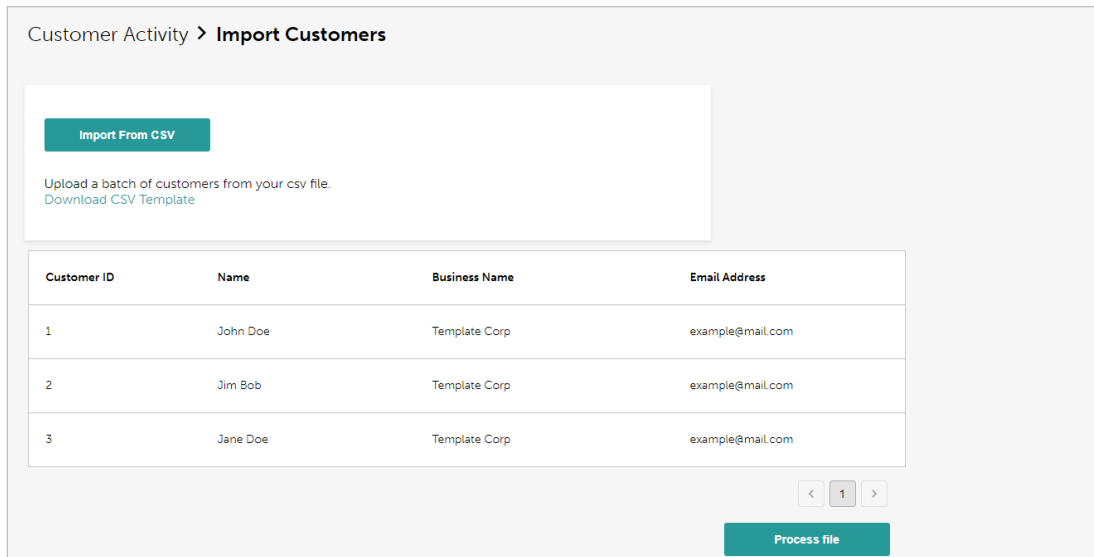 Customer Activity > Import Customers
Import From CSV
Upload a batch of customers from your csv file.
Download CSV Template
Customer ID Name Business Name Email Address
1 John Doe Template Corp example@mail.com
2 Jim Bob Template Corp example@mail.com
3 Jane Doe Template Corp example@mail.com
< 1 >
Process file